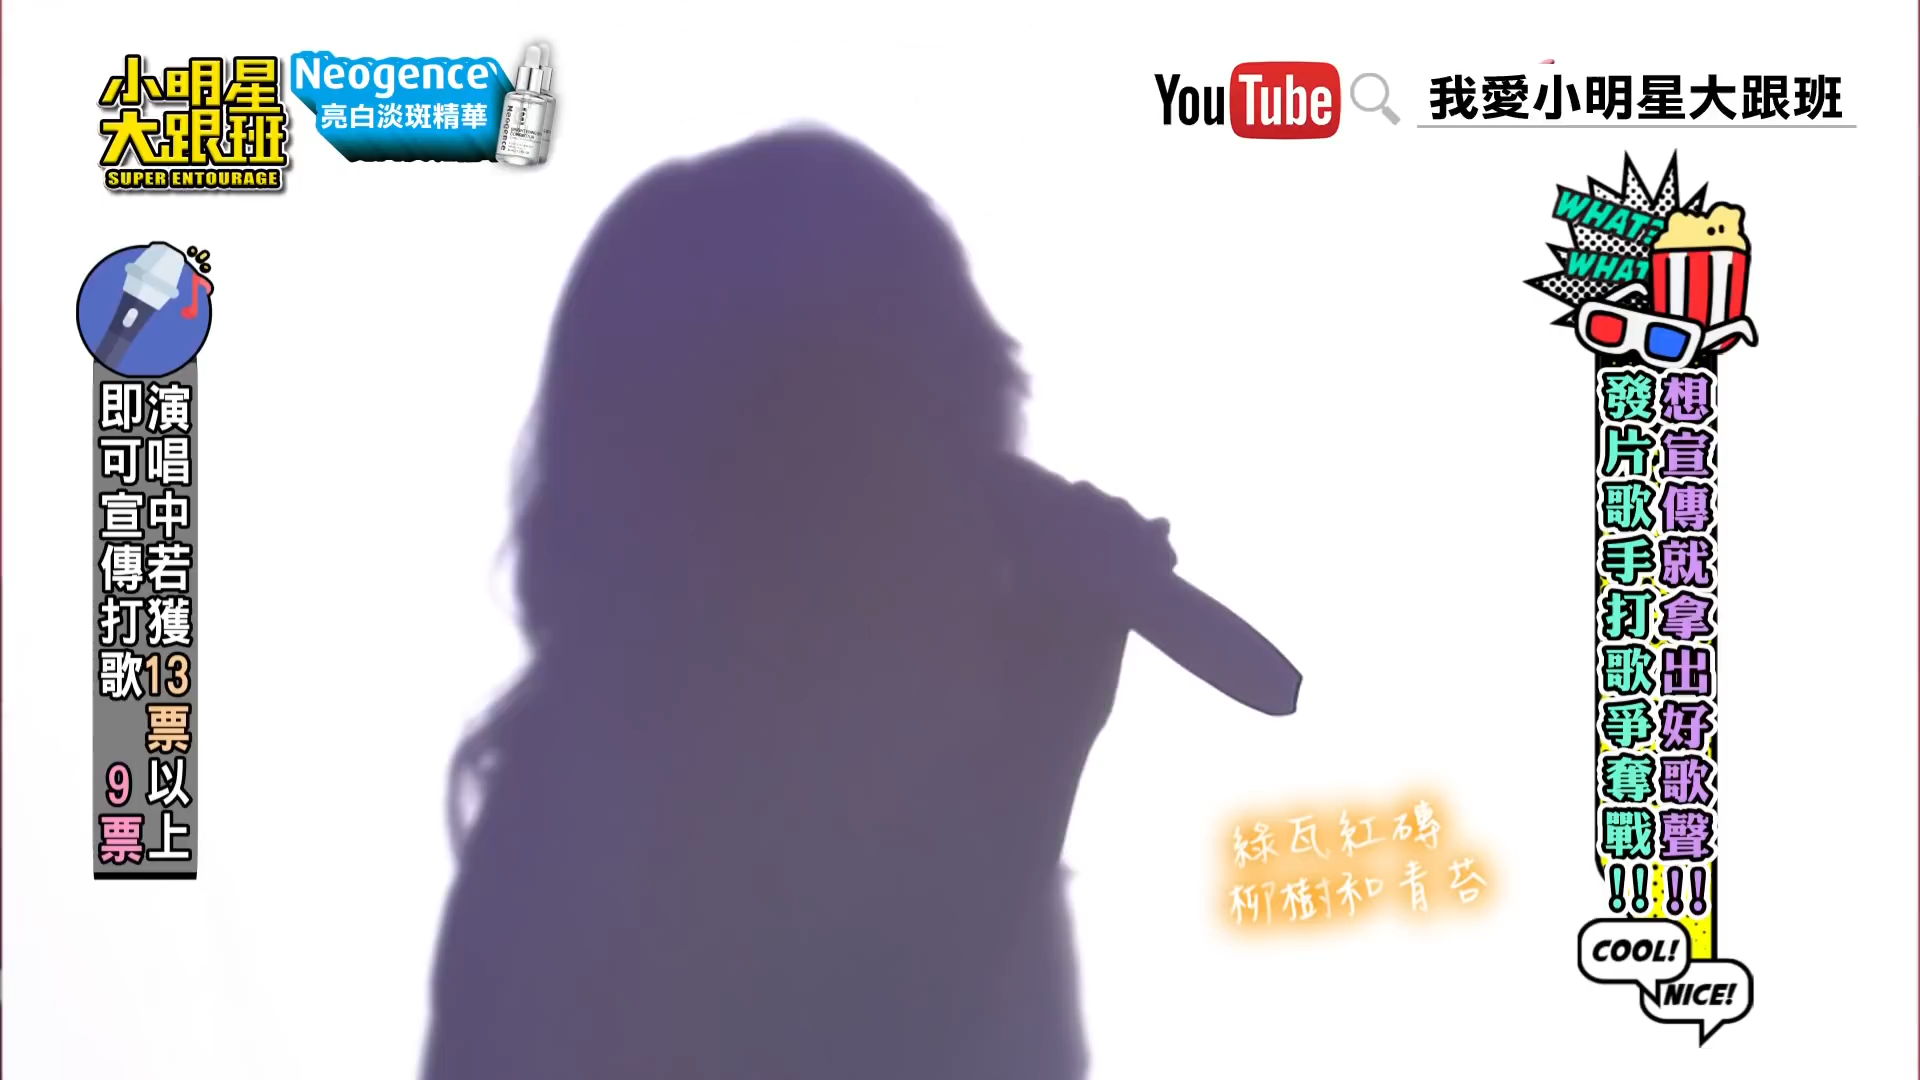 小明星
大跟班
SUPER ENTOURAGE
Neogence
亮白淡斑精華
Neogence
YouTube
我愛小明星大跟班
WHAT?
WHAT
演唱中若獲13票以上
即可宣傳打歌 9票
想宣傳就拿出好歌聲!!
發片歌手打歌爭奪戰!!
綠瓦紅磚
柳樹和青苔
COOL!
NICE!